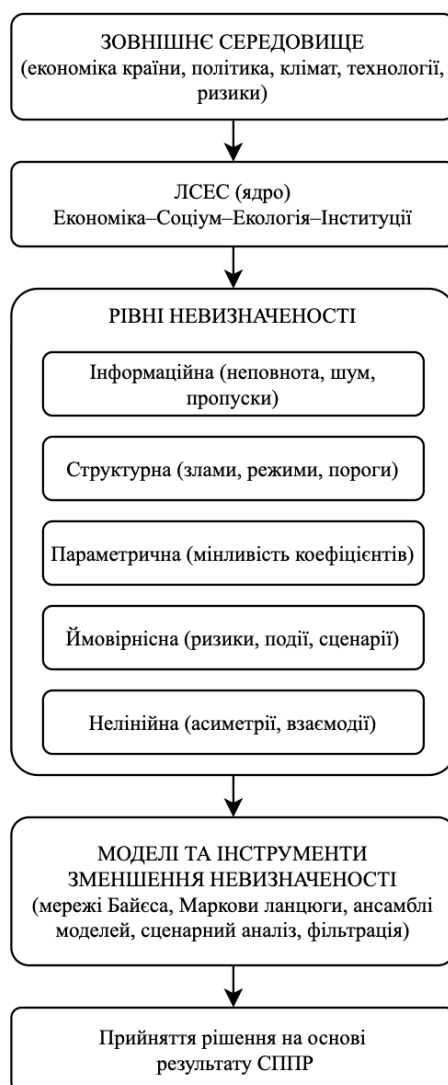 ЗОВНІШНЄ СЕРЕДОВИЩЕ
(економіка країни, політика, клімат, технології,
ризики)
ЛСЕС (ядро)
Економіка–Соціум–Екологія–Інституції
РІВНІ НЕВИЗНАЧЕНОСТІ
Інформаційна (неповнота, шум,
пропуски)
Структурна (злами, режими, пороги)
Параметрична (мінливість коефіцієнтів)
Ймовірнісна (ризики, події, сценарії)
Нелінійна (асиметрії, взаємодії)
МОДЕЛІ ТА ІНСТРУМЕНТИ
ЗМЕНШЕННЯ НЕВИЗНАЧЕНОСТІ
(мережі Байєса, Маркови ланцюги, ансамблі
моделей, сценарний аналіз, фільтрація)
Прийняття рішення на основі
результату СППР